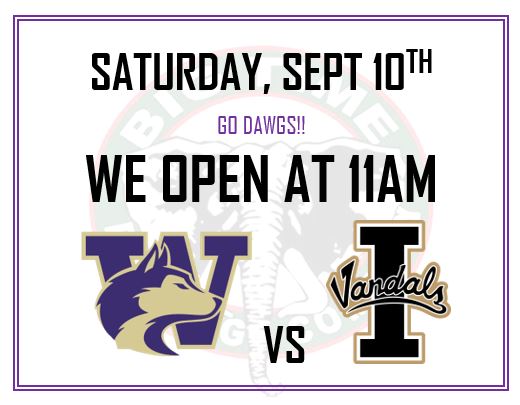 SATURDAY, SEPT 10TH
GO DAWGS!!
WE OPEN AT 11AM
W
I
Vandals
VS